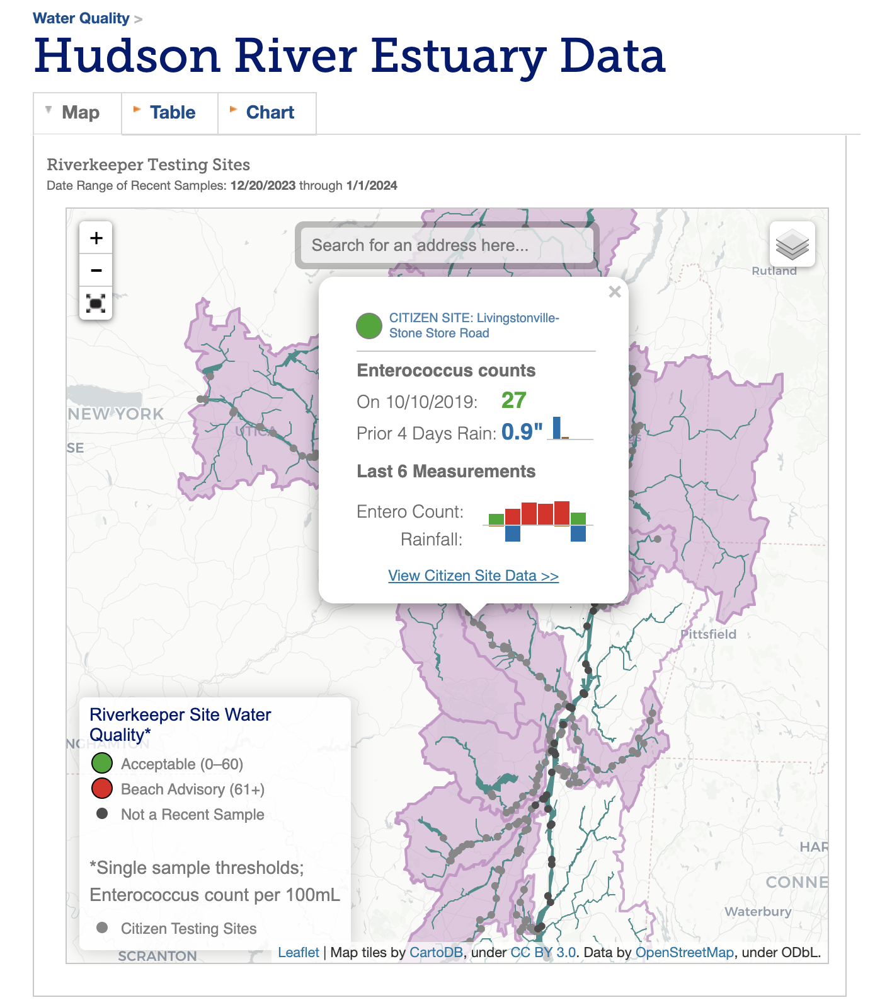 Water Quality >
Hudson River Estuary Data
Map
Table
Chart
Riverkeeper Testing Sites
Date Range of Recent Samples: 12/20/2023 through 1/1/2024
+
Search for an address here...
−
Rutland
×
CITIZEN SITE: Livingstonville-
Stone Store Road
Enterococcus counts
On 10/10/2019: 27
Prior 4 Days Rain: 0.9"
Last 6 Measurements
Entero Count:
Rainfall:
View Citizen Site Data >>
NEW YORK
UTICA
SE
Pittsfield
Riverkeeper Site Water
Quality*
NGHAMTON
Acceptable (0–60)
Beach Advisory (61+)
Not a Recent Sample
*Single sample thresholds;
Enterococcus count per 100mL
Citizen Testing Sites
HAR
CONNE
Waterbury
SCRANTON
Leaflet | Map tiles by CartoDB, under CC BY 3.0. Data by OpenStreetMap, under ODbL.